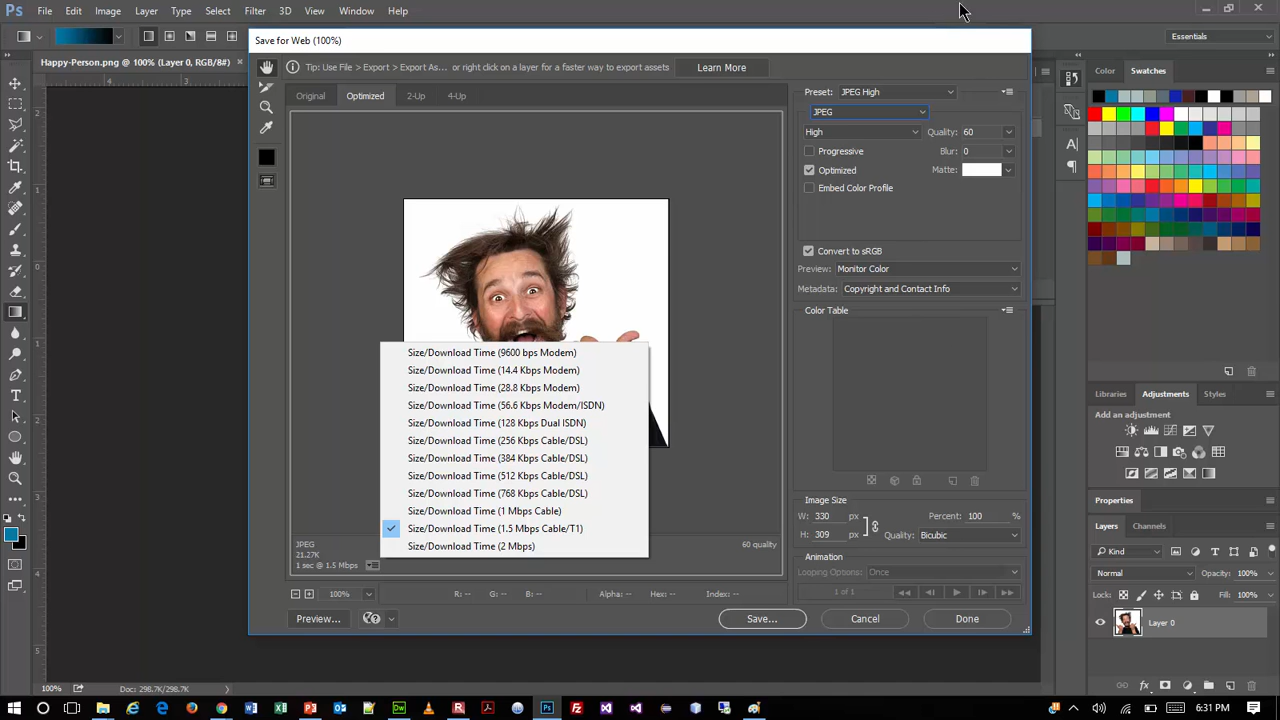 Ps File Edit Image Layer Type Select Filter 3D View Window Help
Essentials
Happy-Person.png @ 100% (Layer 0, RGB/8#) ×
Save for Web (100%)
Tip: Use File > Export > Export As... or right click on a layer for a faster way to export assets
Learn More
Original Optimized 2-Up 4-Up
Preset: JPEG High
JPEG
High Quality: 60
Progressive Blur: 0
Optimized Matte:
Embed Color Profile
Convert to sRGB
Preview: Monitor Color
Metadata: Copyright and Contact Info
Color Table
Image Size
W: 330 px Percent: 100 %
H: 309 px Quality: Bicubic
Animation
Looping Options: Once
1 of 1
Size/Download Time (9600 bps Modem)
Size/Download Time (14.4 Kbps Modem)
Size/Download Time (28.8 Kbps Modem)
Size/Download Time (56.6 Kbps Modem/ISDN)
Size/Download Time (128 Kbps Dual ISDN)
Size/Download Time (256 Kbps Cable/DSL)
Size/Download Time (384 Kbps Cable/DSL)
Size/Download Time (512 Kbps Cable/DSL)
Size/Download Time (768 Kbps Cable/DSL)
Size/Download Time (1 Mbps Cable)
Size/Download Time (1.5 Mbps Cable/T1)
Size/Download Time (2 Mbps)
JPEG 60 quality
21.27K
1 sec @ 1.5 Mbps
100% R: -- G: -- B: -- Alpha: -- Hex: -- Index: --
Preview... Save... Cancel Done
Color Swatches
Libraries Adjustments Styles
Add an adjustment
Properties
Layers Channels
Kind
Normal Opacity: 100%
Locks: Fill: 100%
Layer 0
100% Doc: 298.7K/298.7K
6:31 PM